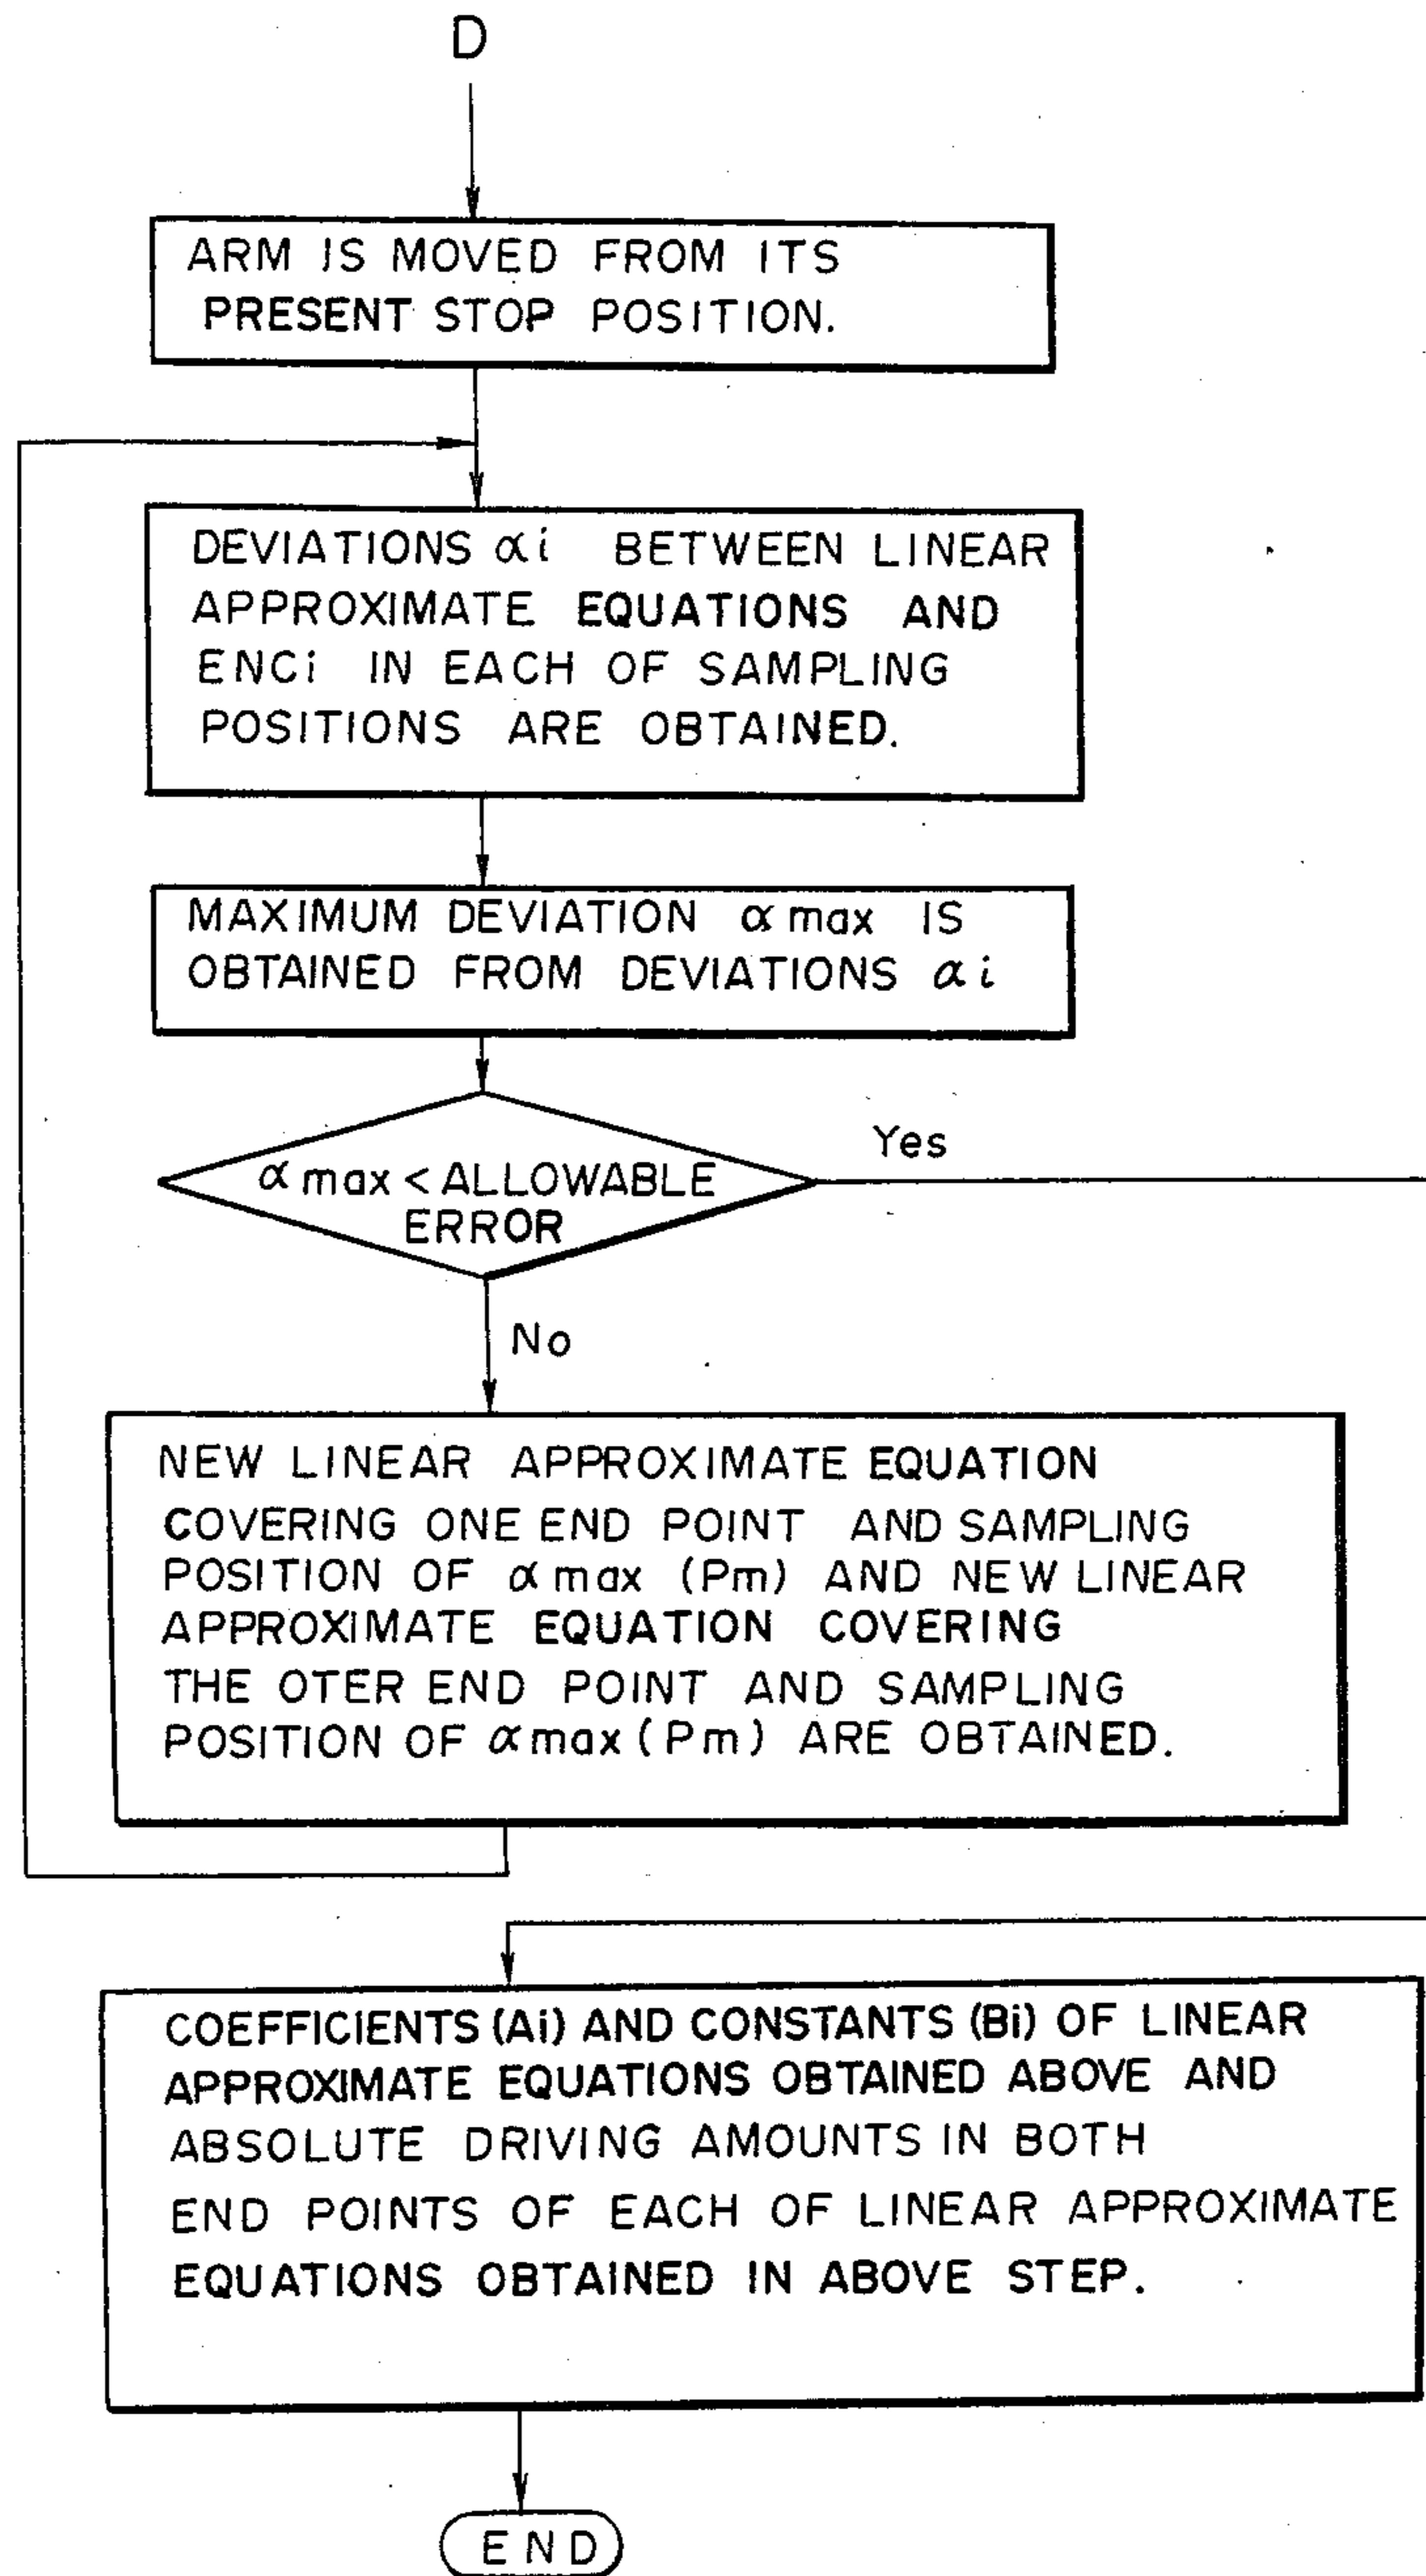 D
ARM IS MOVED FROM ITS
PRESENT STOP POSITION.
DEVIATIONS αi BETWEEN LINEAR
APPROXIMATE EQUATIONS AND
ENCi IN EACH OF SAMPLING
POSITIONS ARE OBTAINED.
MAXIMUM DEVIATION α max IS
OBTAINED FROM DEVIATIONS αi
α max < ALLOWABLE
ERROR
Yes
No
NEW LINEAR APPROXIMATE EQUATION
COVERING ONE END POINT AND SAMPLING
POSITION OF α max (Pm) AND NEW LINEAR
APPROXIMATE EQUATION COVERING
THE OTER END POINT AND SAMPLING
POSITION OF α max (Pm) ARE OBTAINED.
COEFFICIENTS (Ai) AND CONSTANTS (Bi) OF LINEAR
APPROXIMATE EQUATIONS OBTAINED ABOVE AND
ABSOLUTE DRIVING AMOUNTS IN BOTH
END POINTS OF EACH OF LINEAR APPROXIMATE
EQUATIONS OBTAINED IN ABOVE STEP.
END